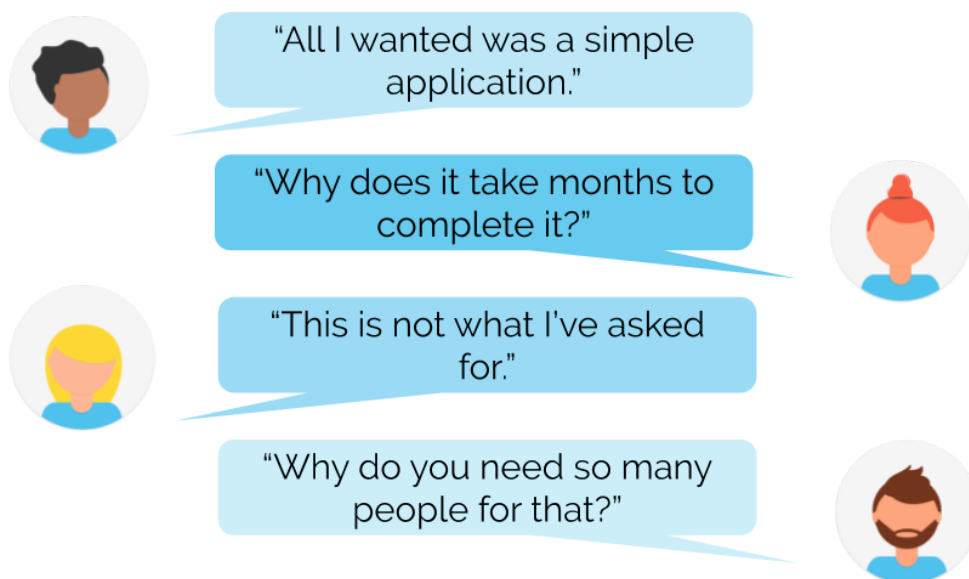 “All I wanted was a simple
application.”
“Why does it take months to
complete it?”
“This is not what I’ve asked
for.”
“Why do you need so many
people for that?”